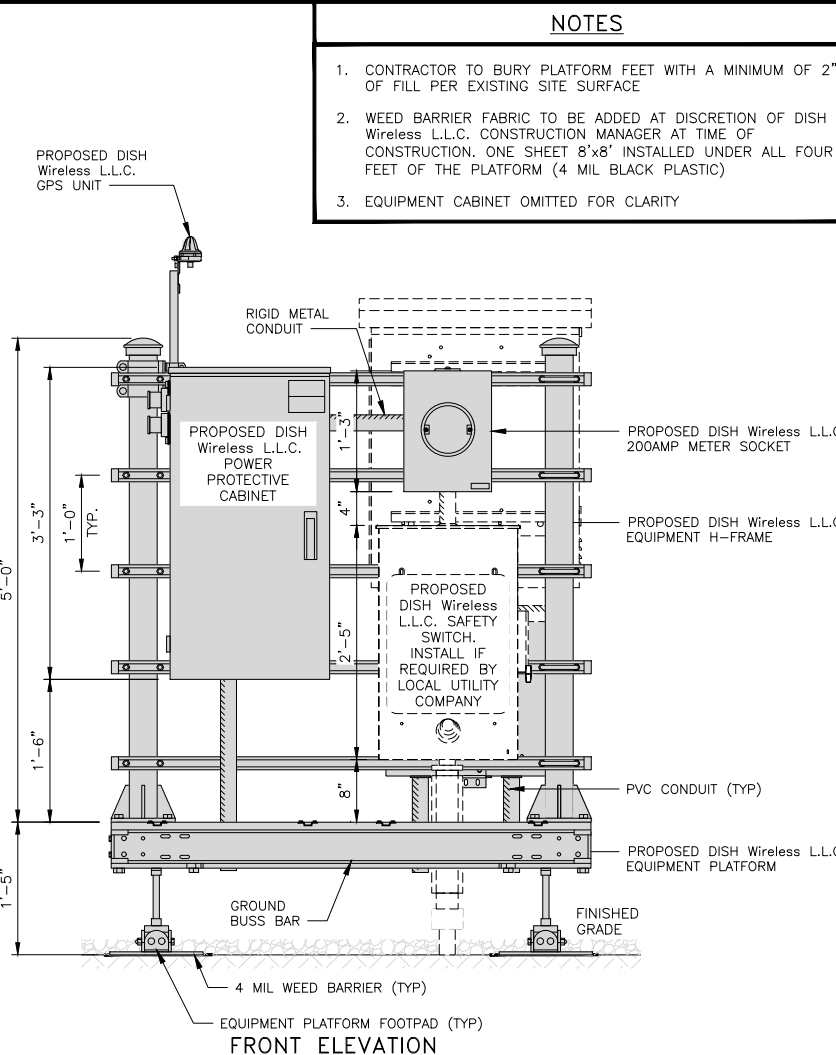 NOTES
1. CONTRACTOR TO BURY PLATFORM FEET WITH A MINIMUM OF 2"
OF FILL PER EXISTING SITE SURFACE
2. WEED BARRIER FABRIC TO BE ADDED AT DISCRETION OF DISH
Wireless L.L.C. CONSTRUCTION MANAGER AT TIME OF
CONSTRUCTION. ONE SHEET 8'x8' INSTALLED UNDER ALL FOUR
FEET OF THE PLATFORM (4 MIL BLACK PLASTIC)
3. EQUIPMENT CABINET OMITTED FOR CLARITY
PROPOSED DISH
Wireless L.L.C.
GPS UNIT
RIGID METAL
CONDUIT
PROPOSED DISH
Wireless L.L.C.
POWER
PROTECTIVE
CABINET
1'-3"
PROPOSED DISH Wireless L.L.C
200AMP METER SOCKET
4"
PROPOSED DISH Wireless L.L.C
EQUIPMENT H-FRAME
5'-0"
3'-3"
1'-0"
TYP.
PROPOSED
DISH Wireless
L.L.C. SAFETY
SWITCH.
INSTALL IF
REQUIRED BY
LOCAL UTILITY
COMPANY
2'-5"
1'-6"
8"
PVC CONDUIT (TYP)
PROPOSED DISH Wireless L.L.C
EQUIPMENT PLATFORM
1'-5"
GROUND
BUSS BAR
FINISHED
GRADE
4 MIL WEED BARRIER (TYP)
EQUIPMENT PLATFORM FOOTPAD (TYP)
FRONT ELEVATION